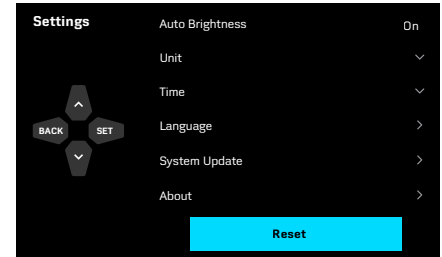 Settings
Auto Brightness On
Unit
Time
BACK SET
Language
System Update
About
Reset